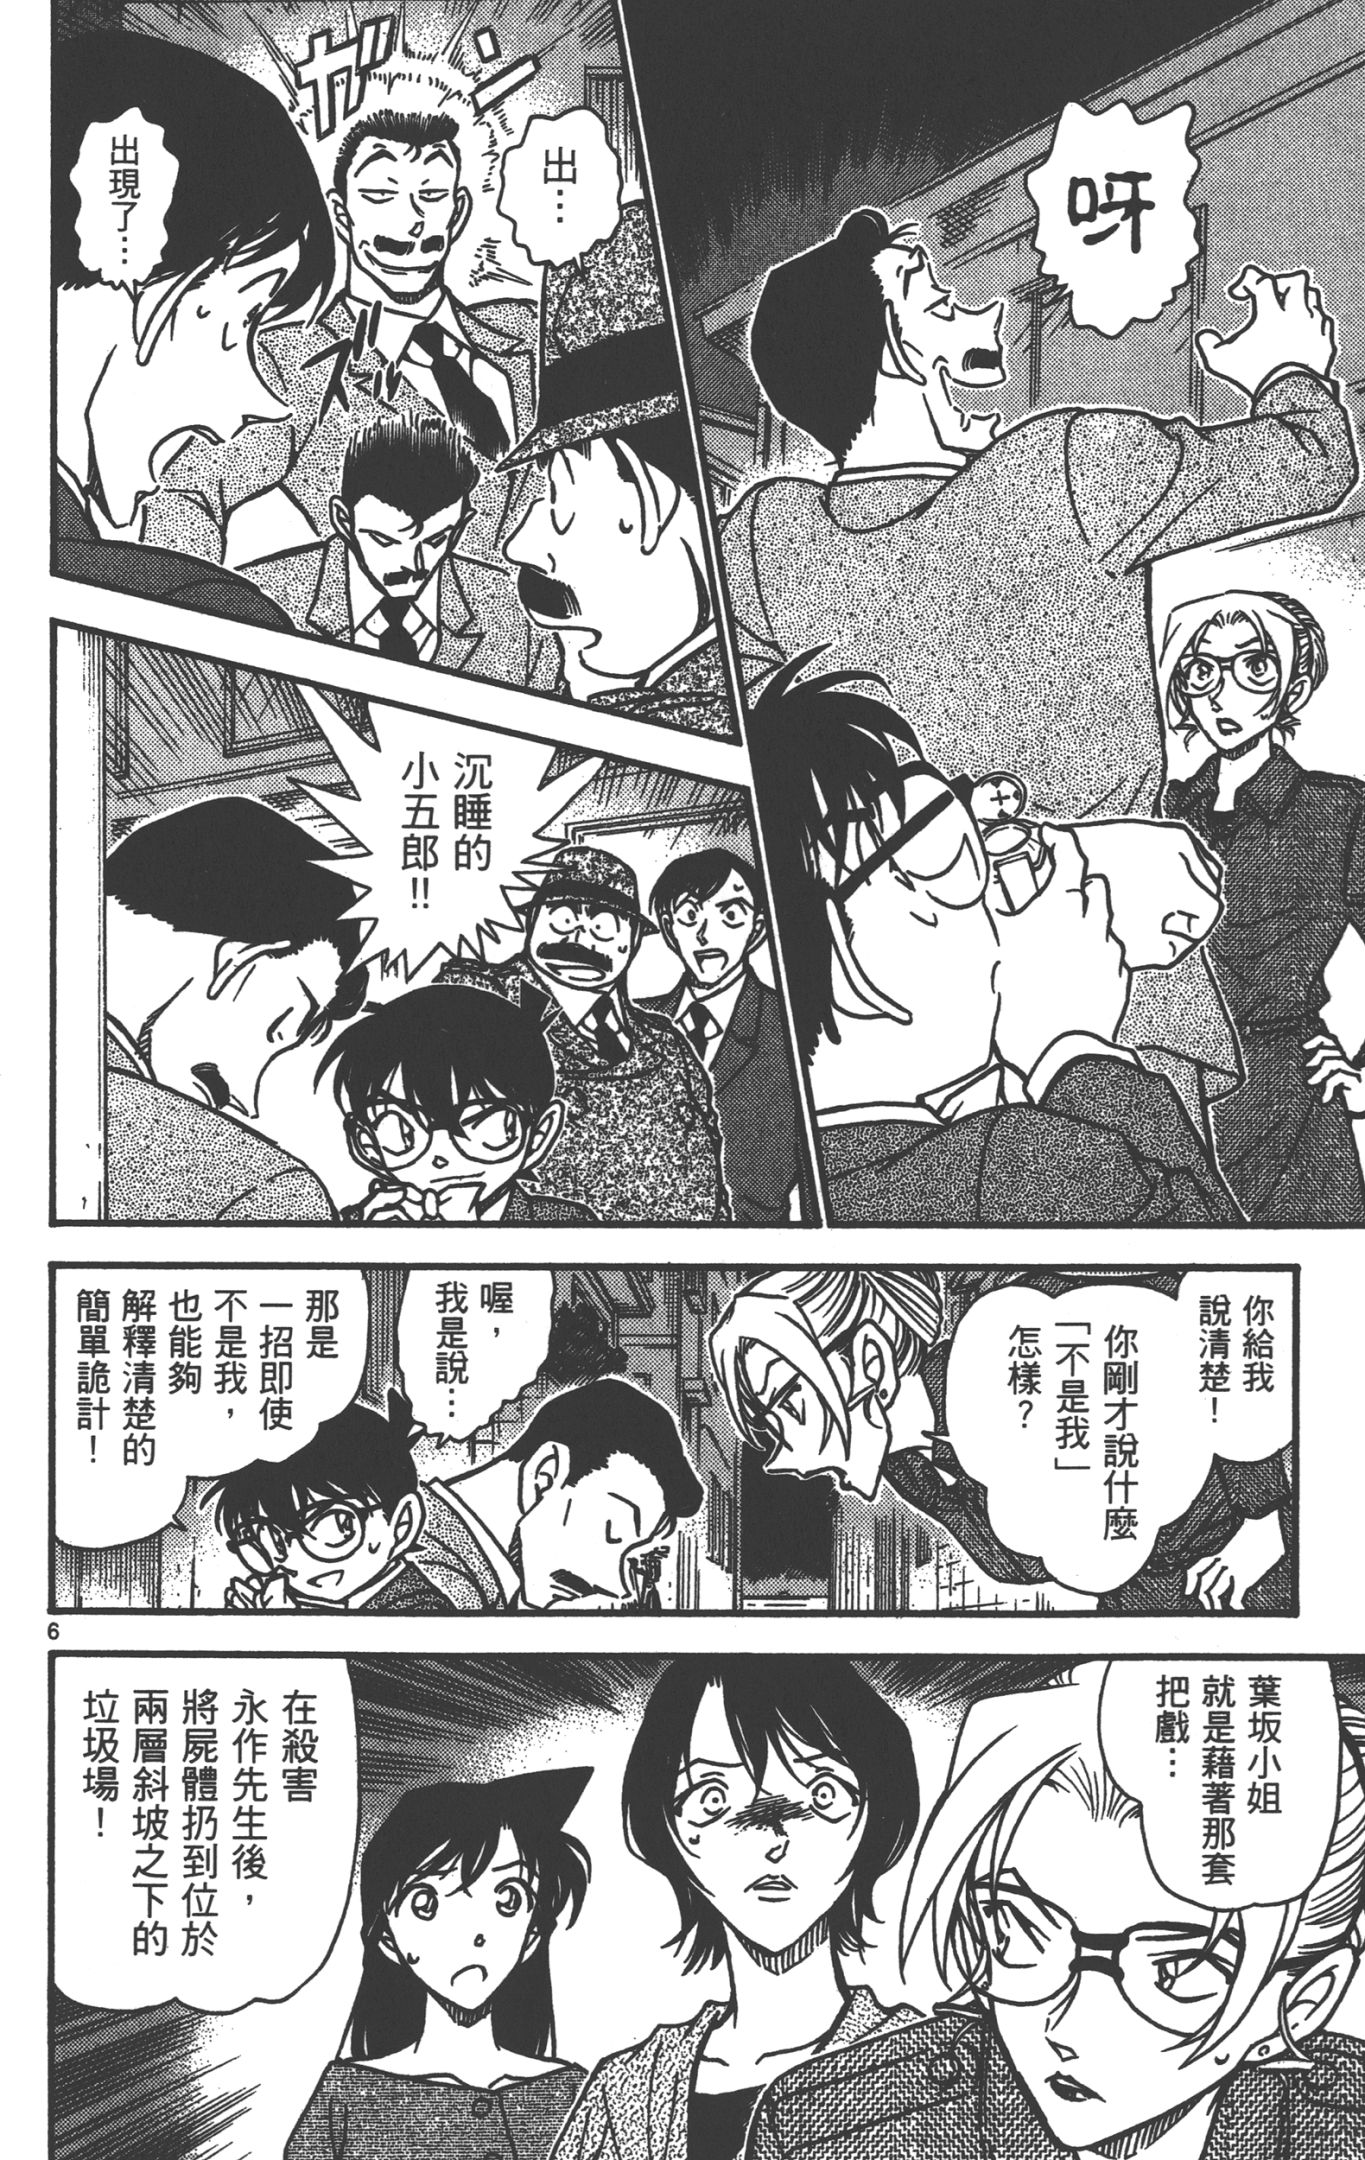 呀
出…
ガーン
出現了…
沉睡的
小五郎!!
你給我
說清楚！
你剛才說什麼
「不是我」
怎樣？
喔，
我是說…
那是
一招即使
不是我，
也能夠
解釋清楚的
簡單詭計！
葉坂小姐
就是藉著那套
把戲…
在殺害
永作先生後，
將屍體扔到位於
兩層斜坡之下的
垃圾場！
6